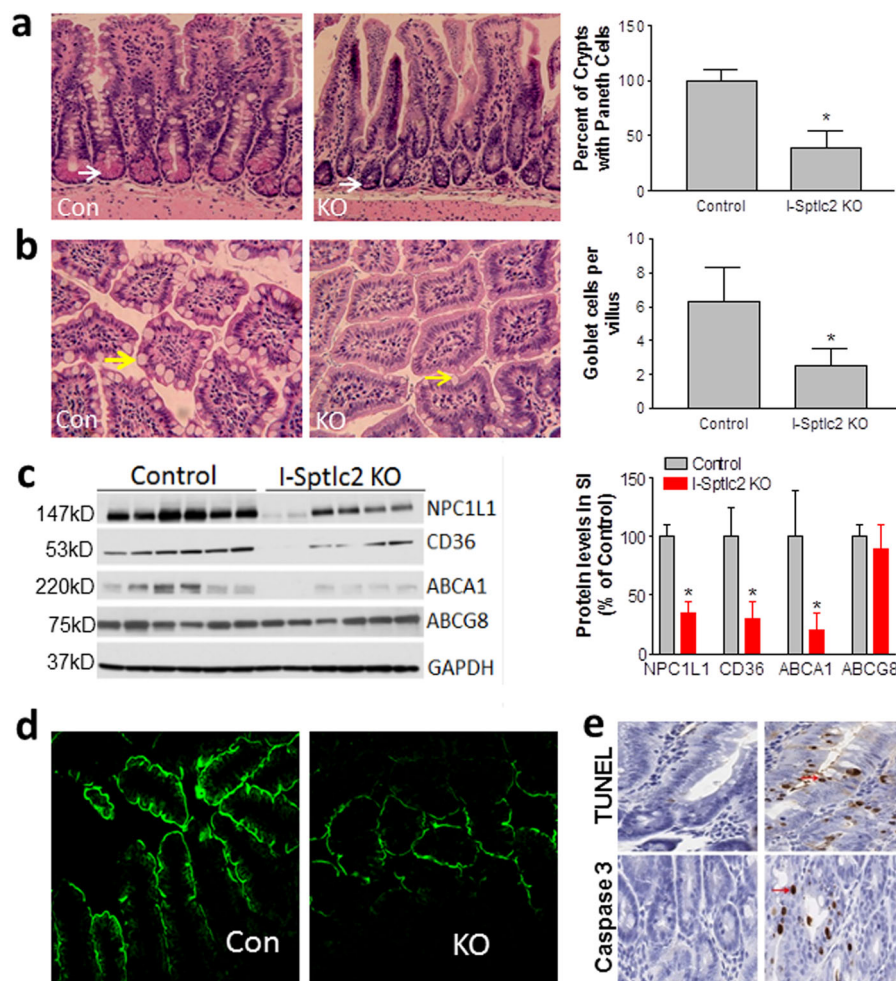 a
Con
KO
Percent of Crypts
with Paneth Cells
150
100
50
0
*
Control
I-Sptlc2 KO
b
Con
KO
Goblet cells per
villus
8
6
4
2
0
*
Control
I-Sptlc2 KO
c
Control
I-Sptlc2 KO
147kD
NPC1L1
53kD
CD36
220kD
ABCA1
75kD
ABCG8
37kD
GAPDH
Protein levels in SI
(% of Control)
150
100
50
0
Control
I-Sptlc2 KO
* * *
NPC1L1 CD36 ABCA1 ABCG8
d
Con
KO
e
TUNEL
Caspase 3